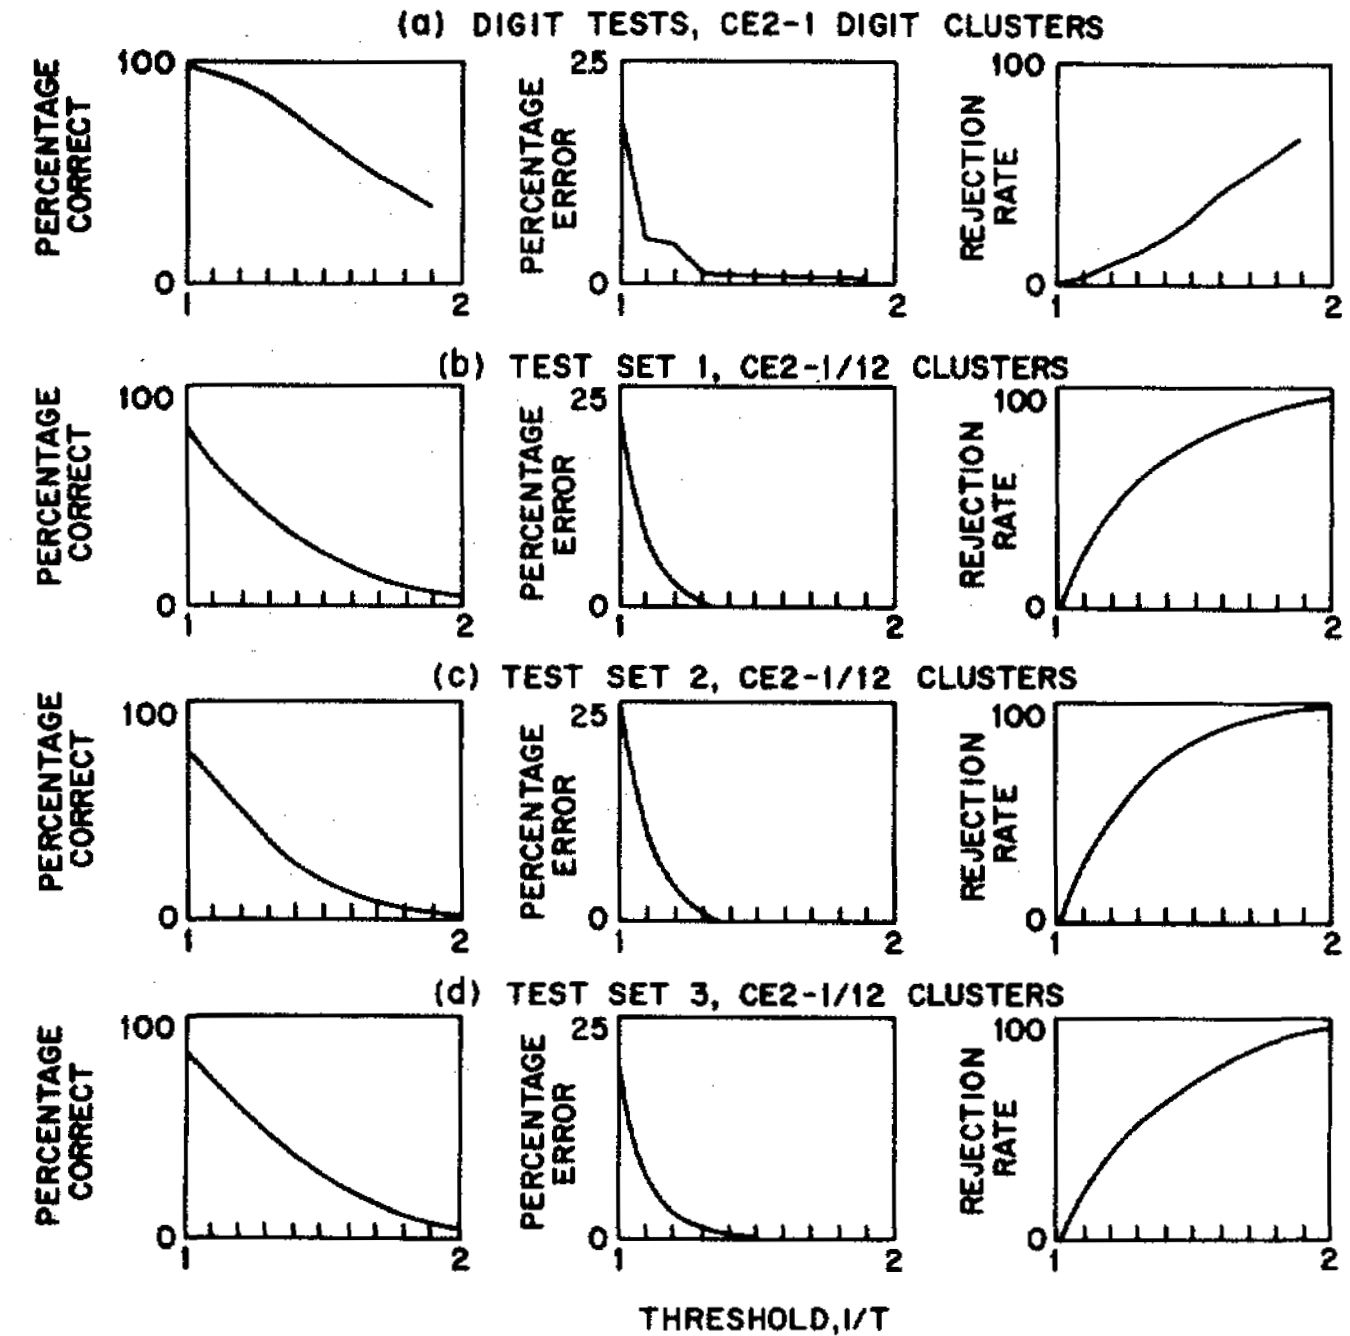 (a) DIGIT TESTS, CE2-1 DIGIT CLUSTERS
PERCENTAGE
CORRECT
100
0
1
2
PERCENTAGE
ERROR
2.5
0
1
2
REJECTION
RATE
100
0
1
2
(b) TEST SET 1, CE2-1/12 CLUSTERS
PERCENTAGE
CORRECT
100
0
1
2
PERCENTAGE
ERROR
25
0
1
2
REJECTION
RATE
100
0
1
2
(c) TEST SET 2, CE2-1/12 CLUSTERS
PERCENTAGE
CORRECT
100
0
1
2
PERCENTAGE
ERROR
25
0
1
2
REJECTION
RATE
100
0
1
2
(d) TEST SET 3, CE2-1/12 CLUSTERS
PERCENTAGE
CORRECT
100
0
1
2
PERCENTAGE
ERROR
25
0
1
2
REJECTION
RATE
100
0
1
2
THRESHOLD, 1/T